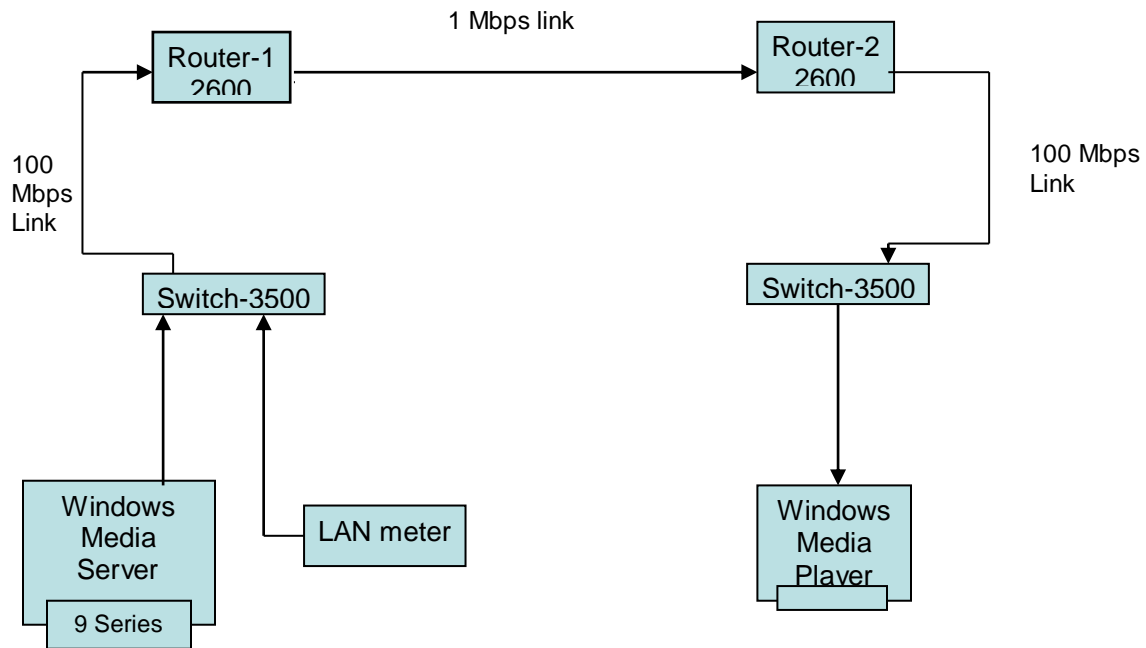 1 Mbps link
Router-1
2600
Router-2
2600
100
Mbps
Link
100 Mbps
Link
Switch-3500
Switch-3500
Windows
Media
Server
9 Series
LAN meter
Windows
Media
Player